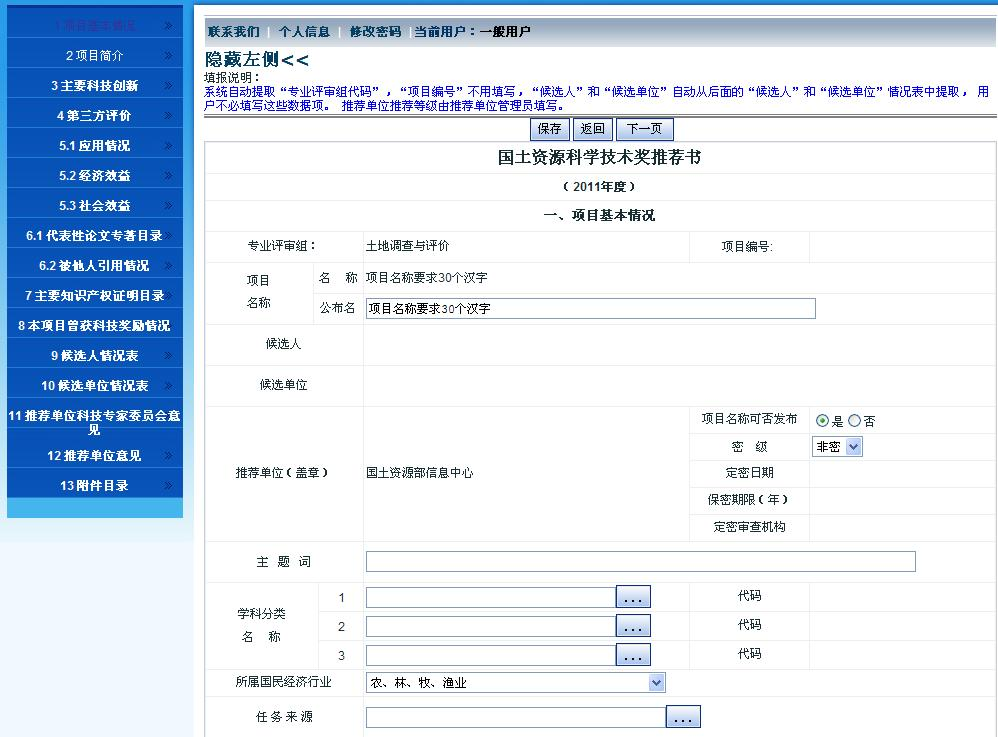 1 项目基本情况 »
2 项目简介 »
3 主要科技创新 »
4 第三方评价 »
5.1 应用情况 »
5.2 经济效益 »
5.3 社会效益 »
6.1 代表性论文专著目录 »
6.2 被他人引用情况 »
7 主要知识产权证明目录 »
8 本项目曾获科技奖励情况
9 候选人情况表 »
10 候选单位情况表 »
11 推荐单位科技专家委员会意
见
12 推荐单位意见 »
13 附件目录 »
联系我们 | 个人信息 | 修改密码 | 当前用户：一般用户
隐藏左侧<<
填报说明：
系统自动提取“专业评审组代码”，“项目编号”不用填写，“候选人”和“候选单位”自动从后面的“候选人”和“候选单位”情况表中提取， 用
户不必填写这些数据项。 推荐单位推荐等级由推荐单位管理员填写。
保存 返回 下一页
国土资源科学技术奖推荐书
（ 2011年度 ）
一、项目基本情况
专业评审组： 土地调查与评价 项目编号:
项目
名称
名 称 项目名称要求30个汉字
公布名 项目名称要求30个汉字
候选人
候选单位
推荐单位（盖章） 国土资源部信息中心
项目名称可否发布 是 否
密 级 非密
定密日期
保密期限（年）
定密审查机构
主 题 词
学科分类
名 称
1 ... 代码
2 ... 代码
3 ... 代码
所属国民经济行业 农、林、牧、渔业
任 务 来 源 ...